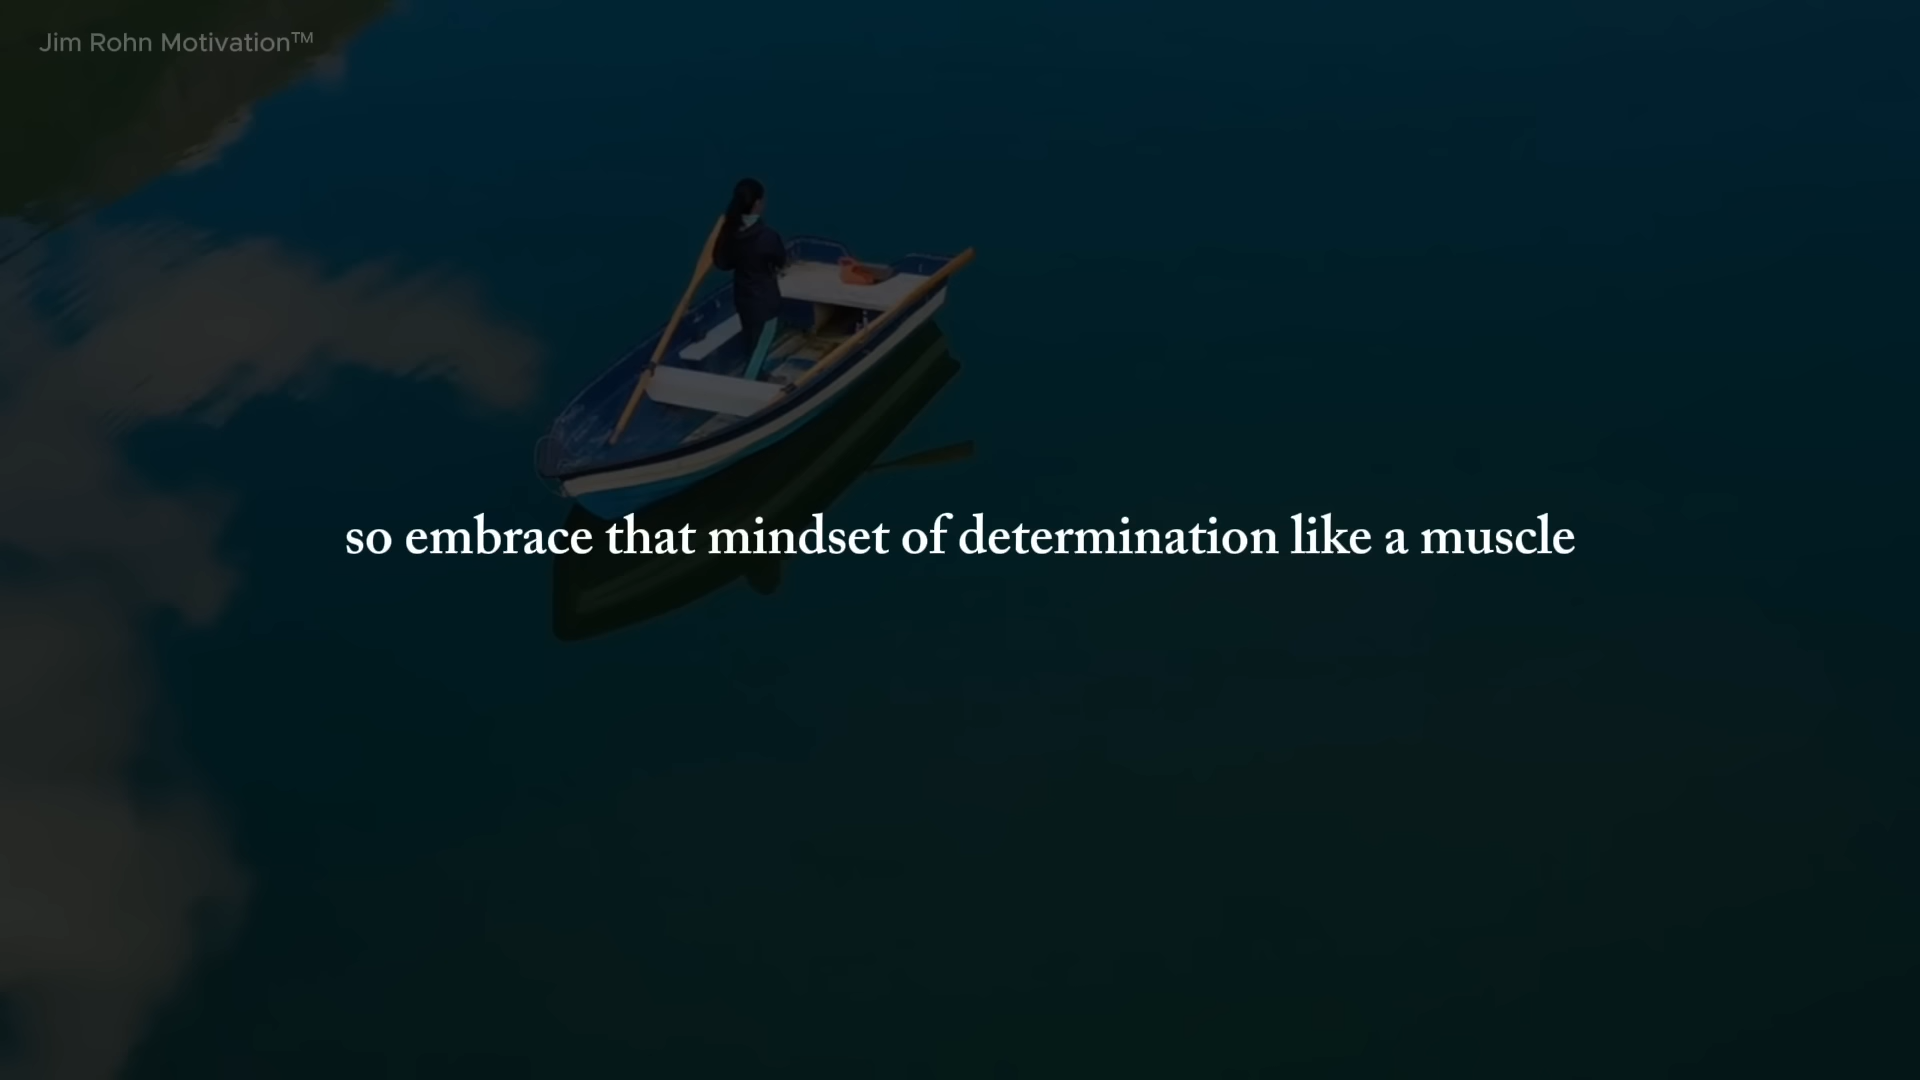 Jim Rohn Motivation™
so embrace that mindset of determination like a muscle